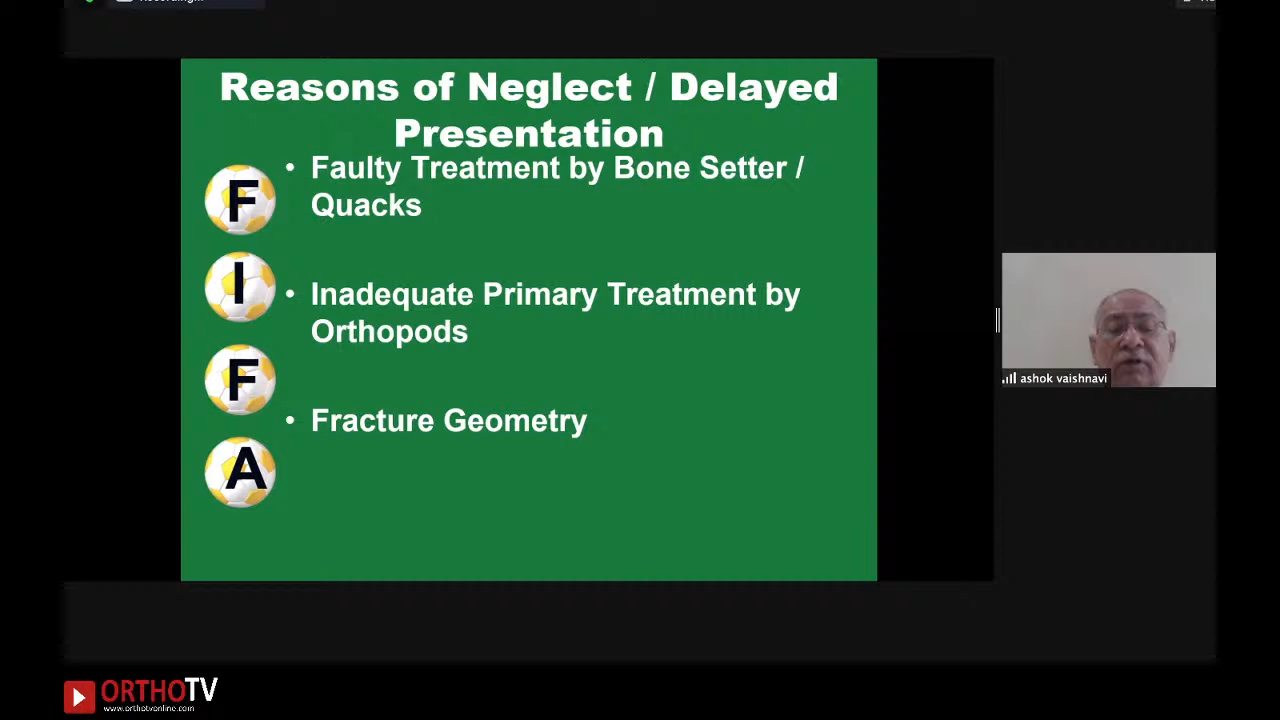 Reasons of Neglect / Delayed
Presentation
F
• Faulty Treatment by Bone Setter /
Quacks
I
• Inadequate Primary Treatment by
Orthopods
F
• Fracture Geometry
A
ashok vaishnavi
ORTHOTV
www.orthotvonline.com